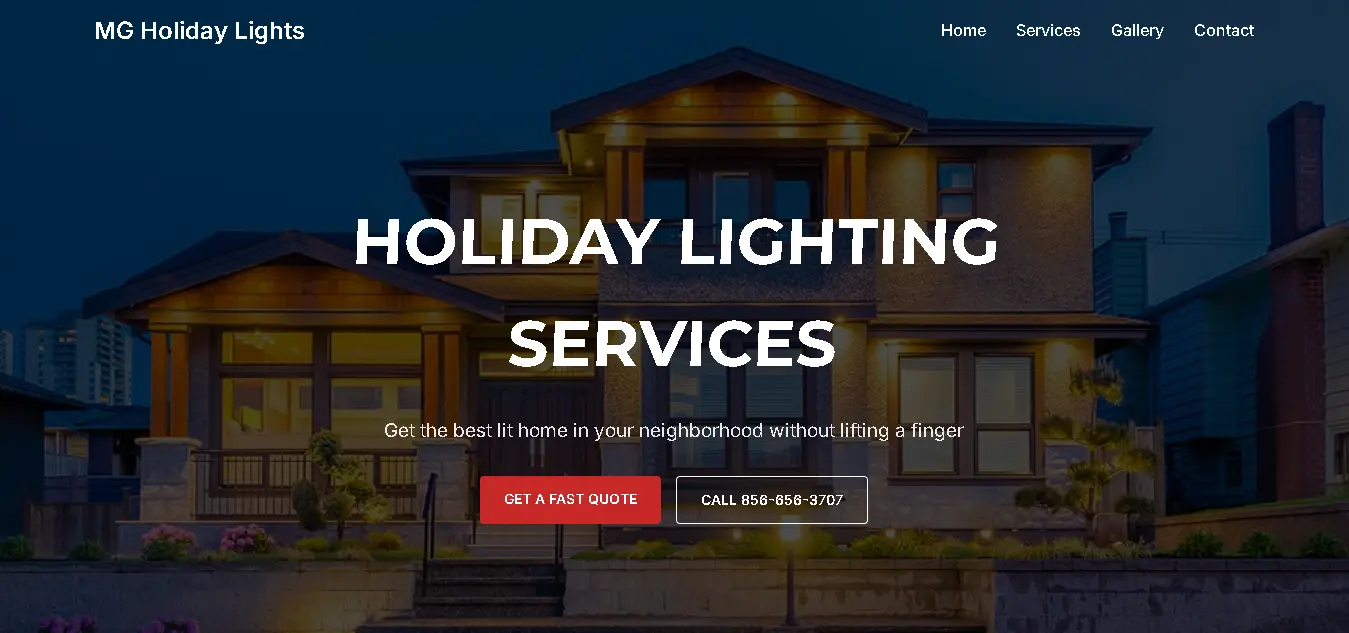 MG Holiday Lights
Home Services Gallery Contact
HOLIDAY LIGHTING
SERVICES
Get the best lit home in your neighborhood without lifting a finger
GET A FAST QUOTE
CALL 856-656-3707